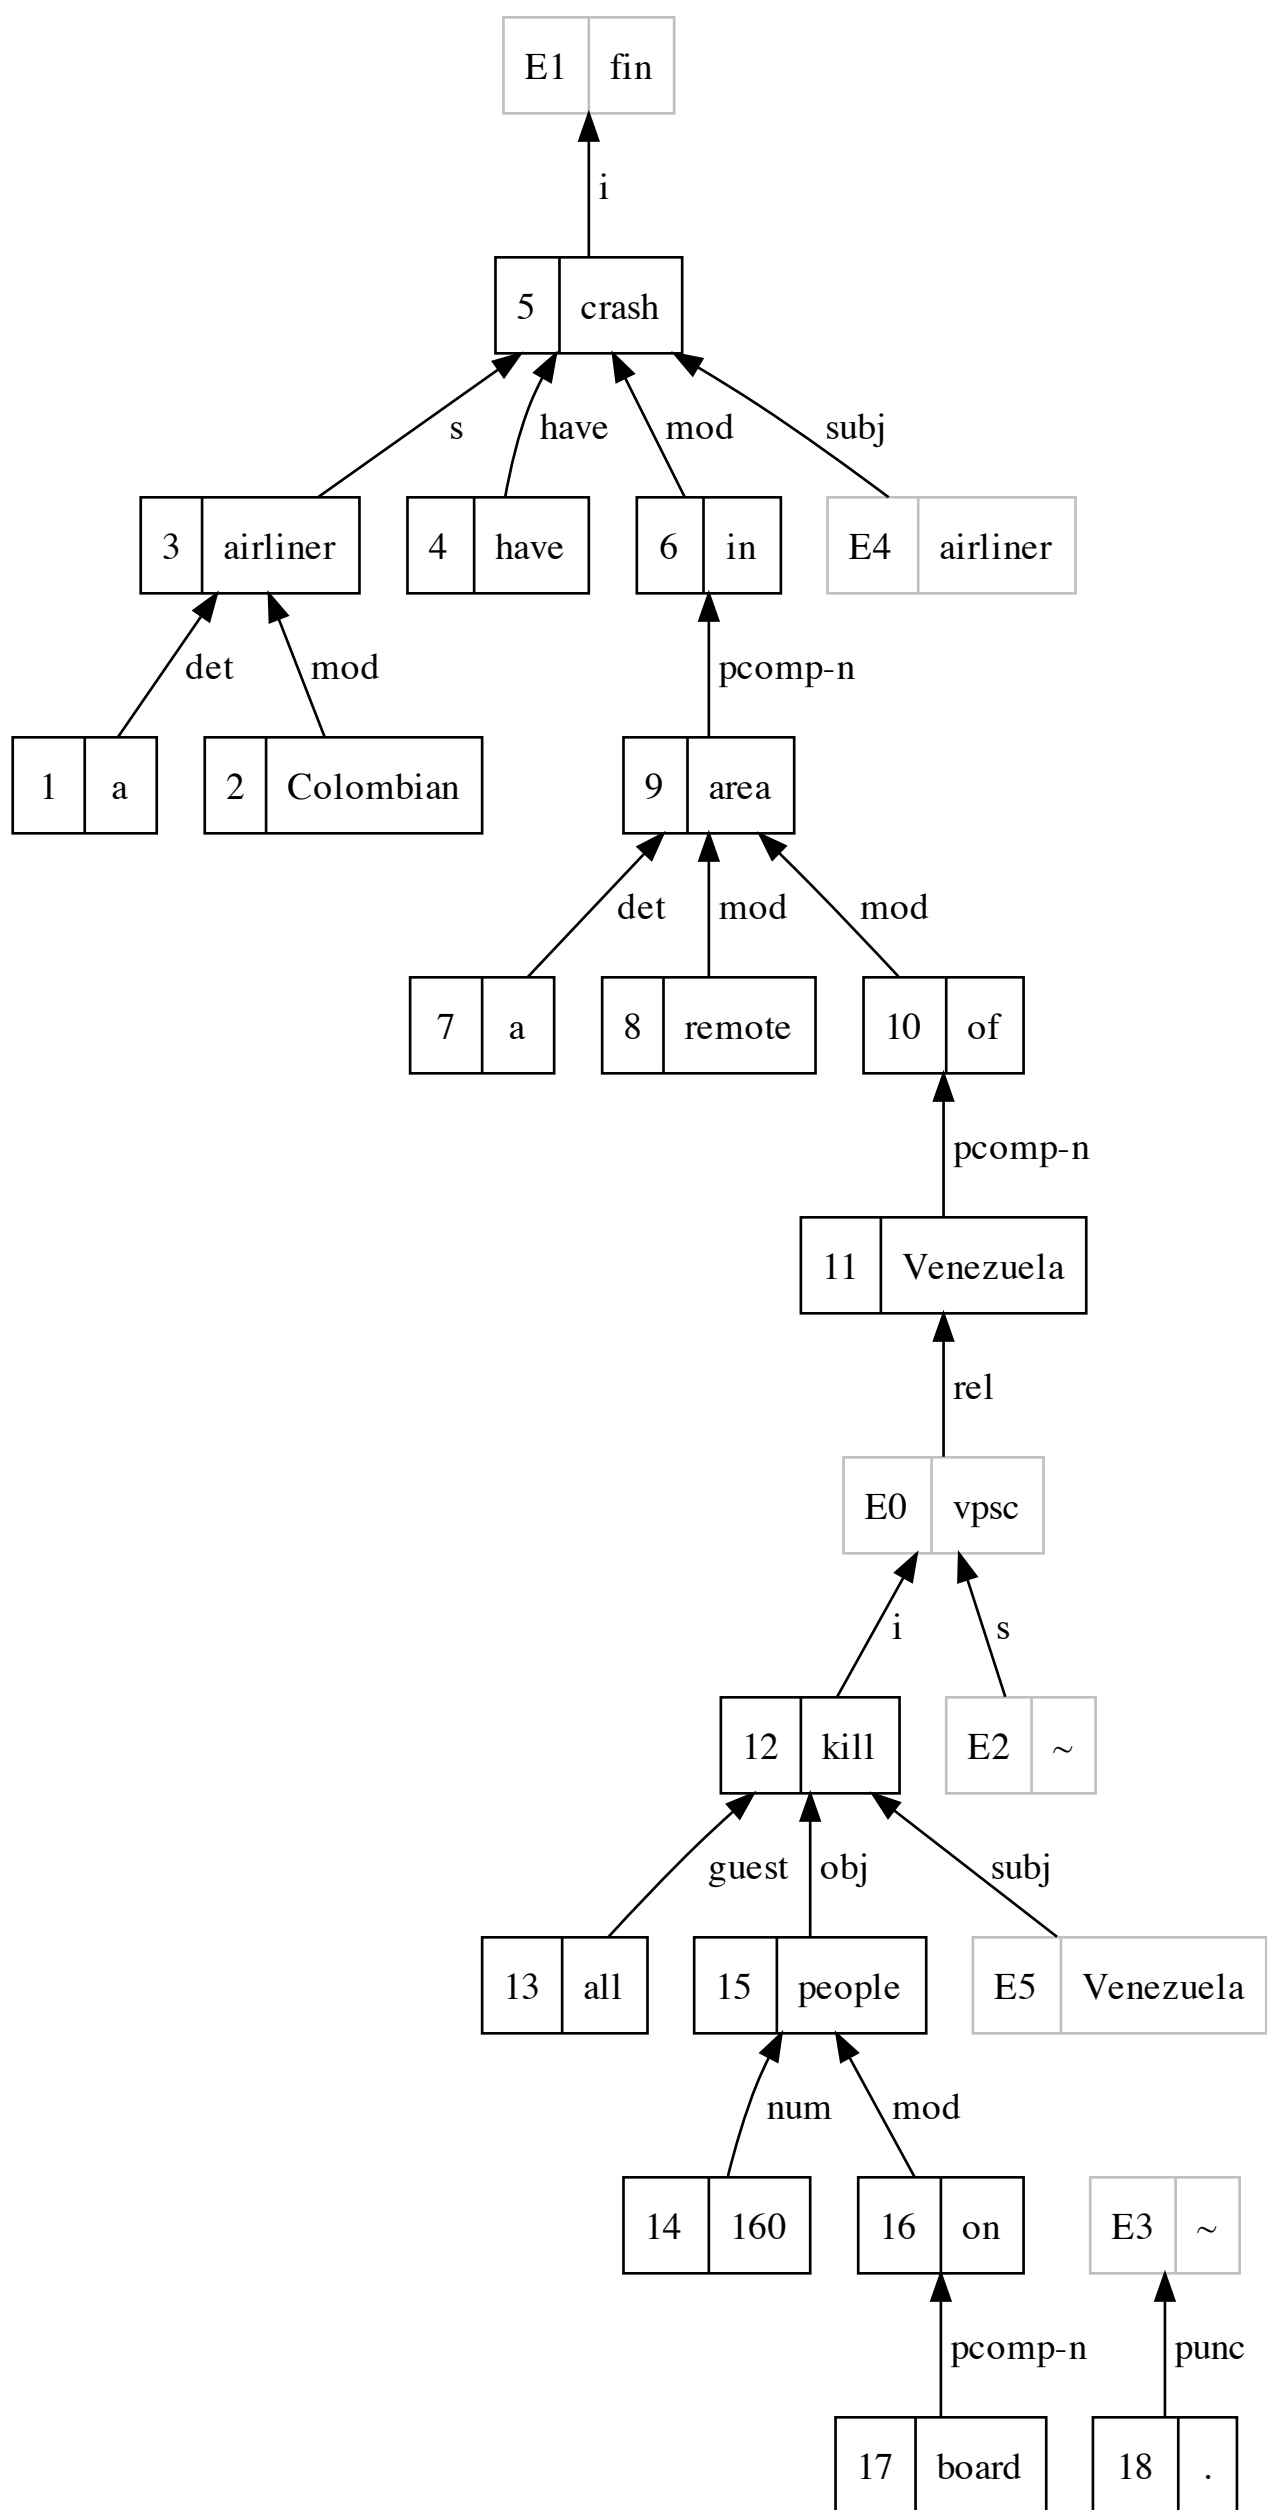 E1 fin
i
5 crash
s have mod subj
3 airliner 4 have 6 in E4 airliner
det mod pcomp-n
1 a 2 Colombian 9 area
det mod mod
7 a 8 remote 10 of
pcomp-n
11 Venezuela
rel
E0 vpsc
i s
12 kill E2 ~
guest obj subj
13 all 15 people E5 Venezuela
num mod
14 160 16 on E3 ~
pcomp-n punc
17 board 18 .